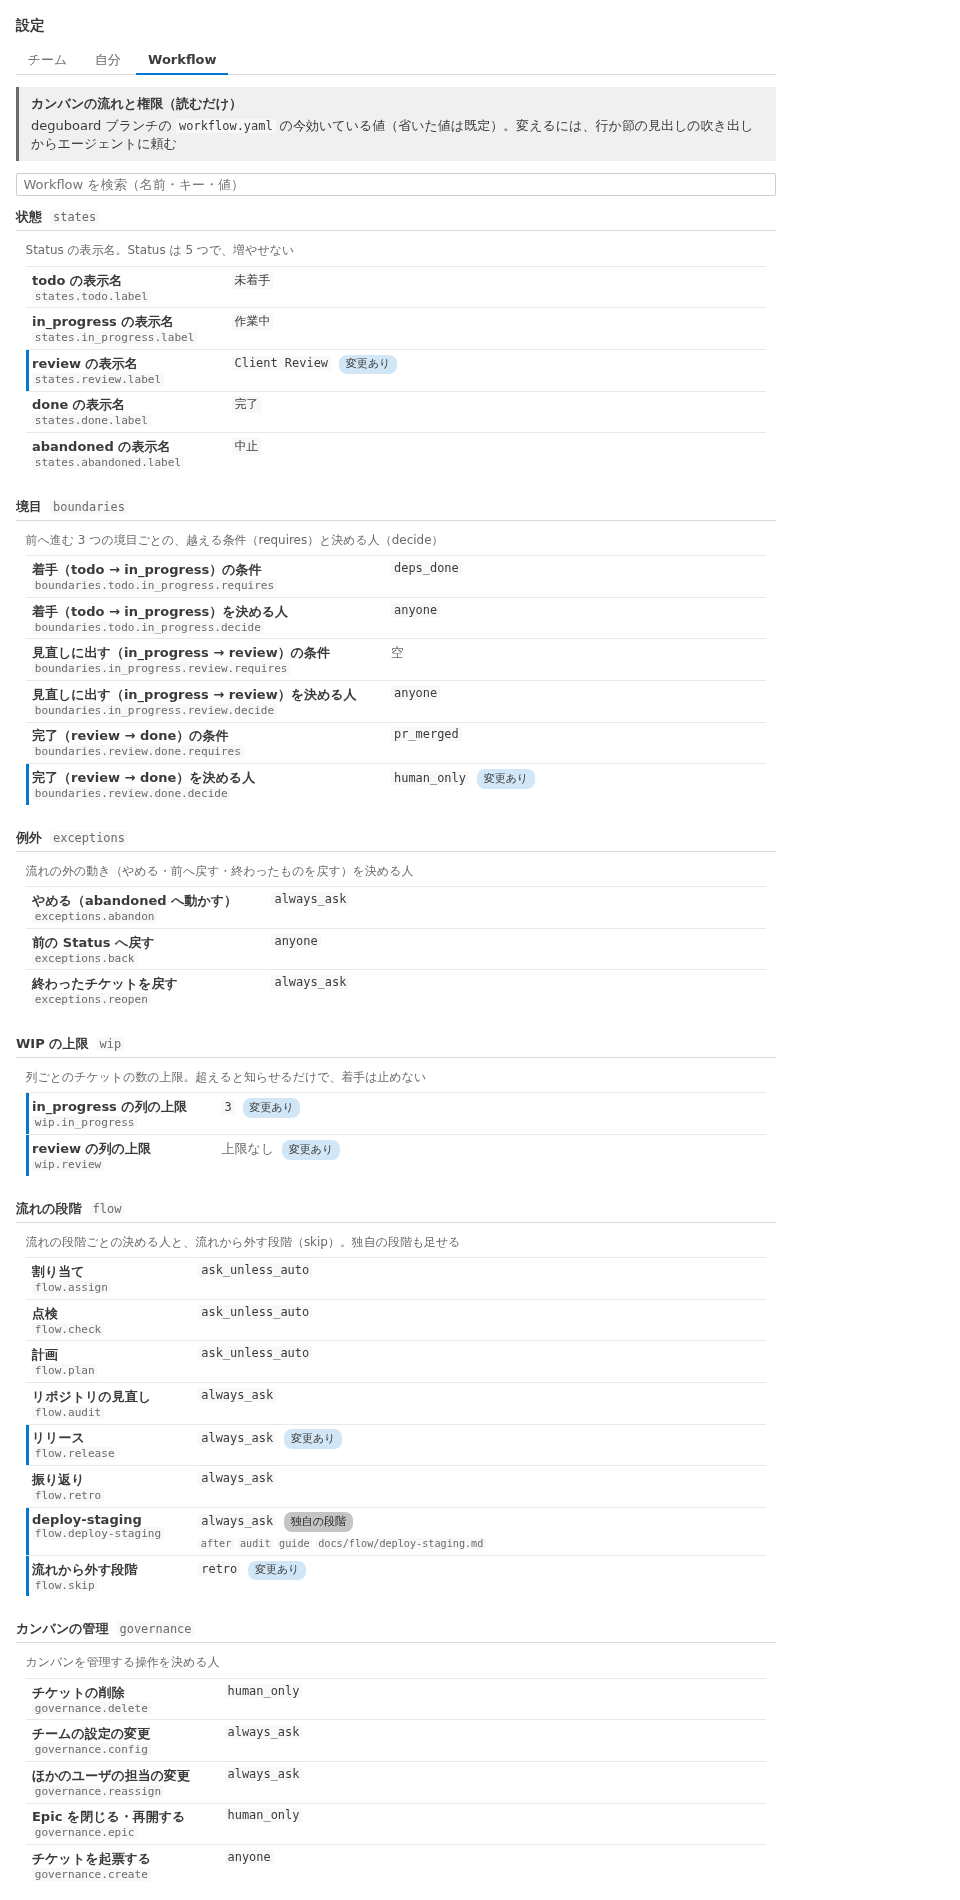 設定
チーム 自分 Workflow
カンバンの流れと権限（読むだけ）
deguboard ブランチの workflow.yaml の今効いている値（省いた値は既定）。変えるには、行か節の見出しの吹き出し
からエージェントに頼む
Workflow を検索（名前・キー・値）
状態 states
Status の表示名。Status は 5 つで、増やせない
todo の表示名 未着手
states.todo.label
in_progress の表示名 作業中
states.in_progress.label
review の表示名 Client Review 変更あり
states.review.label
done の表示名 完了
states.done.label
abandoned の表示名 中止
states.abandoned.label
境目 boundaries
前へ進む 3 つの境目ごとの、越える条件（requires）と決める人（decide）
着手（todo → in_progress）の条件 deps_done
boundaries.todo.in_progress.requires
着手（todo → in_progress）を決める人 anyone
boundaries.todo.in_progress.decide
見直しに出す（in_progress → review）の条件 空
boundaries.in_progress.review.requires
見直しに出す（in_progress → review）を決める人 anyone
boundaries.in_progress.review.decide
完了（review → done）の条件 pr_merged
boundaries.review.done.requires
完了（review → done）を決める人 human_only 変更あり
boundaries.review.done.decide
例外 exceptions
流れの外の動き（やめる・前へ戻す・終わったものを戻す）を決める人
やめる（abandoned へ動かす） always_ask
exceptions.abandon
前の Status へ戻す anyone
exceptions.back
終わったチケットを戻す always_ask
exceptions.reopen
WIP の上限 wip
列ごとのチケットの数の上限。超えると知らせるだけで、着手は止めない
in_progress の列の上限 3 変更あり
wip.in_progress
review の列の上限 上限なし 変更あり
wip.review
流れの段階 flow
流れの段階ごとの決める人と、流れから外す段階（skip）。独自の段階も足せる
割り当て ask_unless_auto
flow.assign
点検 ask_unless_auto
flow.check
計画 ask_unless_auto
flow.plan
リポジトリの見直し always_ask
flow.audit
リリース always_ask 変更あり
flow.release
振り返り always_ask
flow.retro
deploy-staging always_ask 独自の段階
flow.deploy-staging after audit guide docs/flow/deploy-staging.md
流れから外す段階 retro 変更あり
flow.skip
カンバンの管理 governance
カンバンを管理する操作を決める人
チケットの削除 human_only
governance.delete
チームの設定の変更 always_ask
governance.config
ほかのユーザの担当の変更 always_ask
governance.reassign
Epic を閉じる・再開する human_only
governance.epic
チケットを起票する anyone
governance.create